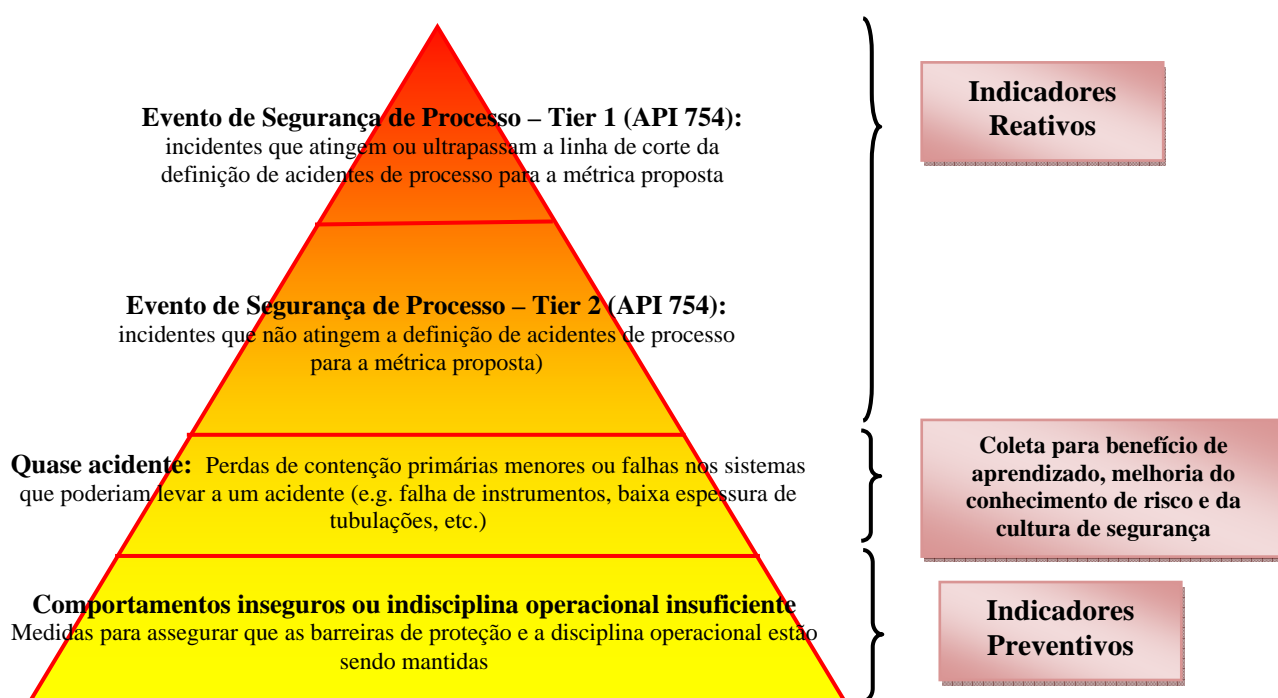 Evento de Segurança de Processo – Tier 1 (API 754):
incidentes que atingem ou ultrapassam a linha de corte da
definição de acidentes de processo para a métrica proposta
Indicadores
Reativos
Evento de Segurança de Processo – Tier 2 (API 754):
incidentes que não atingem a definição de acidentes de processo
para a métrica proposta)
Quase acidente: Perdas de contenção primárias menores ou falhas nos sistemas
que poderiam levar a um acidente (e.g. falha de instrumentos, baixa espessura de
tubulações, etc.)
Coleta para benefício de
aprendizado, melhoria do
conhecimento de risco e da
cultura de segurança
Comportamentos inseguros ou indisciplina operacional insuficiente
Medidas para assegurar que as barreiras de proteção e a disciplina operacional estão
sendo mantidas
Indicadores
Preventivos